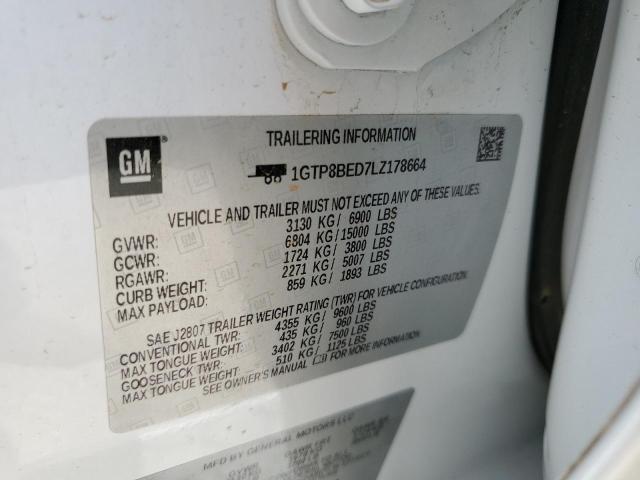 TRAILERING INFORMATION
GM
1GTP8BED7LZ178664
VEHICLE AND TRAILER MUST NOT EXCEED ANY OF THESE VALUES
GVWR: 3130 KG/ 6900 LBS
GCWR: 6804 KG/15000 LBS
RGAWR: 1724 KG/ 3800 LBS
CURB WEIGHT: 2271 KG/ 5007 LBS
MAX PAYLOAD: 859 KG/ 1893 LBS
SAE J2807 TRAILER WEIGHT RATING (TWR) FOR VEHICLE CONFIGURATION.
CONVENTIONAL TWR: 4355 KG/ 9600 LBS
MAX TONGUE WEIGHT: 435 KG/ 960 LBS
GOOSENECK TWR: 3402 KG/ 7500 LBS
MAX TONGUE WEIGHT: 510 KG/ 1125 LBS
SEE OWNER'S MANUAL FOR MORE INFORMATION
MFD BY GENERAL MOTORS LLC
GVWR